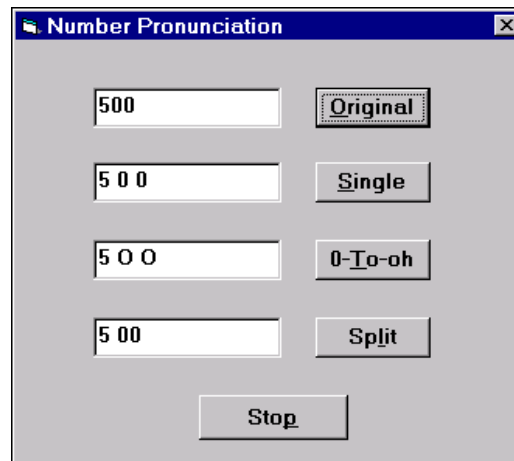 Number Pronunciation
500 Original
5 0 0 Single
5 O O 0-To-oh
5 00 Split
Stop